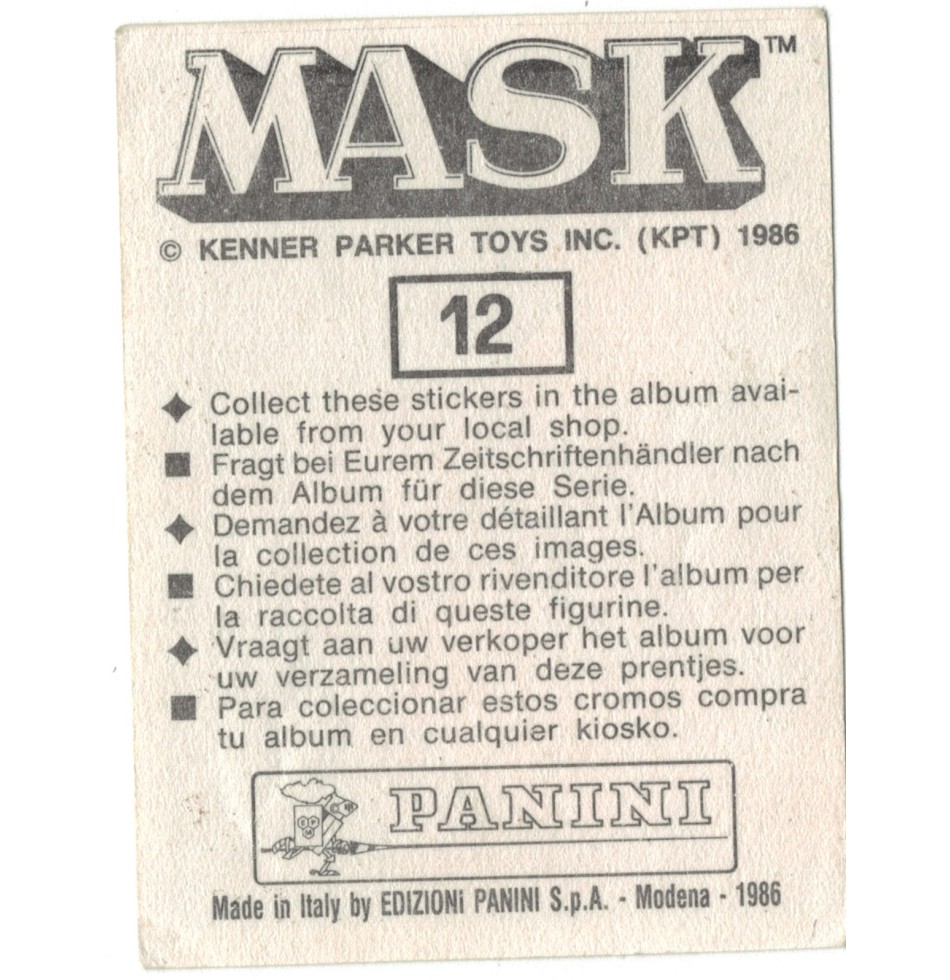 MASK™
© KENNER PARKER TOYS INC. (KPT) 1986
12
◆ Collect these stickers in the album avai-
lable from your local shop.
■ Fragt bei Eurem Zeitschriftenhändler nach
dem Album für diese Serie.
◆ Demandez à votre détaillant l'Album pour
la collection de ces images.
■ Chiedete al vostro rivenditore l'album per
la raccolta di queste figurine.
◆ Vraagt aan uw verkoper het album voor
uw verzameling van deze prentjes.
■ Para coleccionar estos cromos compra
tu album en cualquier kiosko.
PANINI
Made in Italy by EDIZIONi PANINI S.p.A. - Modena - 1986